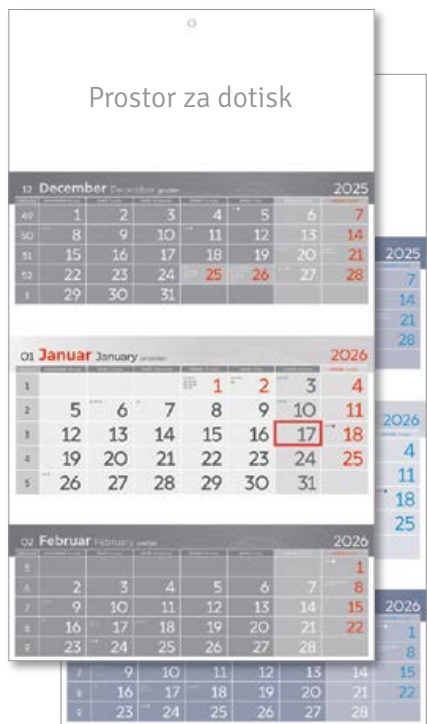 Prostor za dotisk
12 December December 2025
49 1 2 3 4 5 6 7
50 8 9 10 11 12 13 14
51 15 16 17 18 19 20 21
52 22 23 24 25 26 27 28
1 29 30 31
01 Januar January 2026
1 1 2 3 4
2 5 6 7 8 9 10 11
3 12 13 14 15 16 17 18
4 19 20 21 22 23 24 25
5 26 27 28 29 30 31
02 Februar February 2026
5 1
6 2 3 4 5 6 7 8
7 9 10 11 12 13 14 15
8 16 17 18 19 20 21 22
9 23 24 25 26 27 28
2025
7
14
21
28
2026
4
11
18
25
2026
1
8
7 9 10 11 12 13 14 15
8 16 17 18 19 20 21 22
9 23 24 25 26 27 28